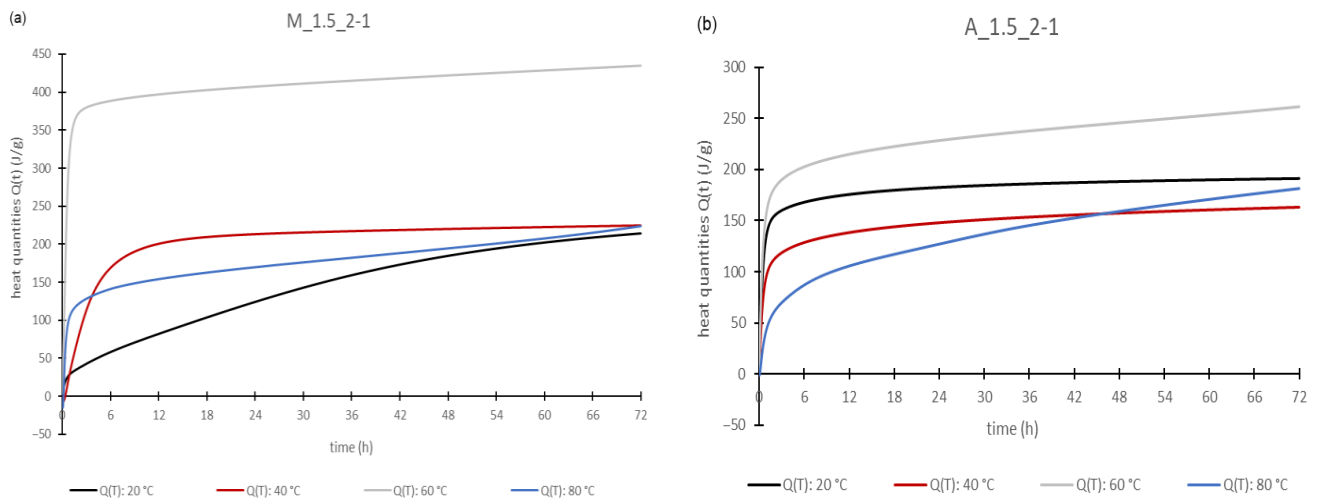 (a)
M_1.5_2-1
heat quantities Q(t) (J/g)
450
400
350
300
250
200
150
100
50
0
−50
0 6 12 18 24 30 36 42 48 54 60 66 72
time (h)
Q(T): 20 °C Q(T): 40 °C Q(T): 60 °C Q(T): 80 °C
(b)
A_1.5_2-1
heat quantities Q(t) (J/g)
300
250
200
150
100
50
0
−50
0 6 12 18 24 30 36 42 48 54 60 66 72
time (h)
Q(T): 20 °C Q(T): 40 °C Q(T): 60 °C Q(T): 80 °C